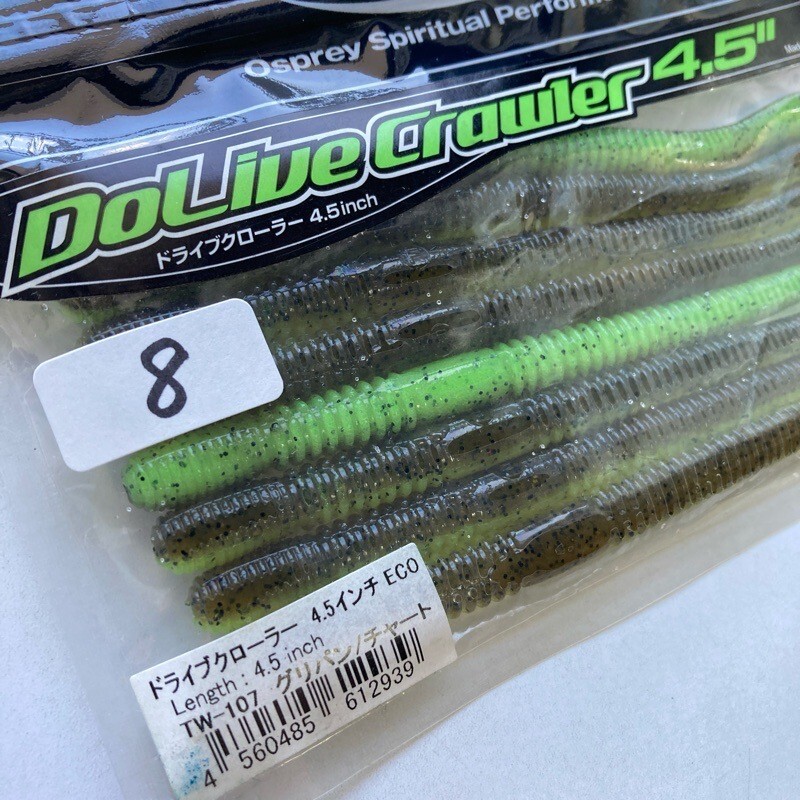 Osprey Spiritual
DoLive Crawler 4.5"
ドライブクローラー 4.5inch
8
ドライブクローラー 4.5インチ ECO
Length : 4.5 inch
TW-107 グリパン/チャート
4 560485 612939